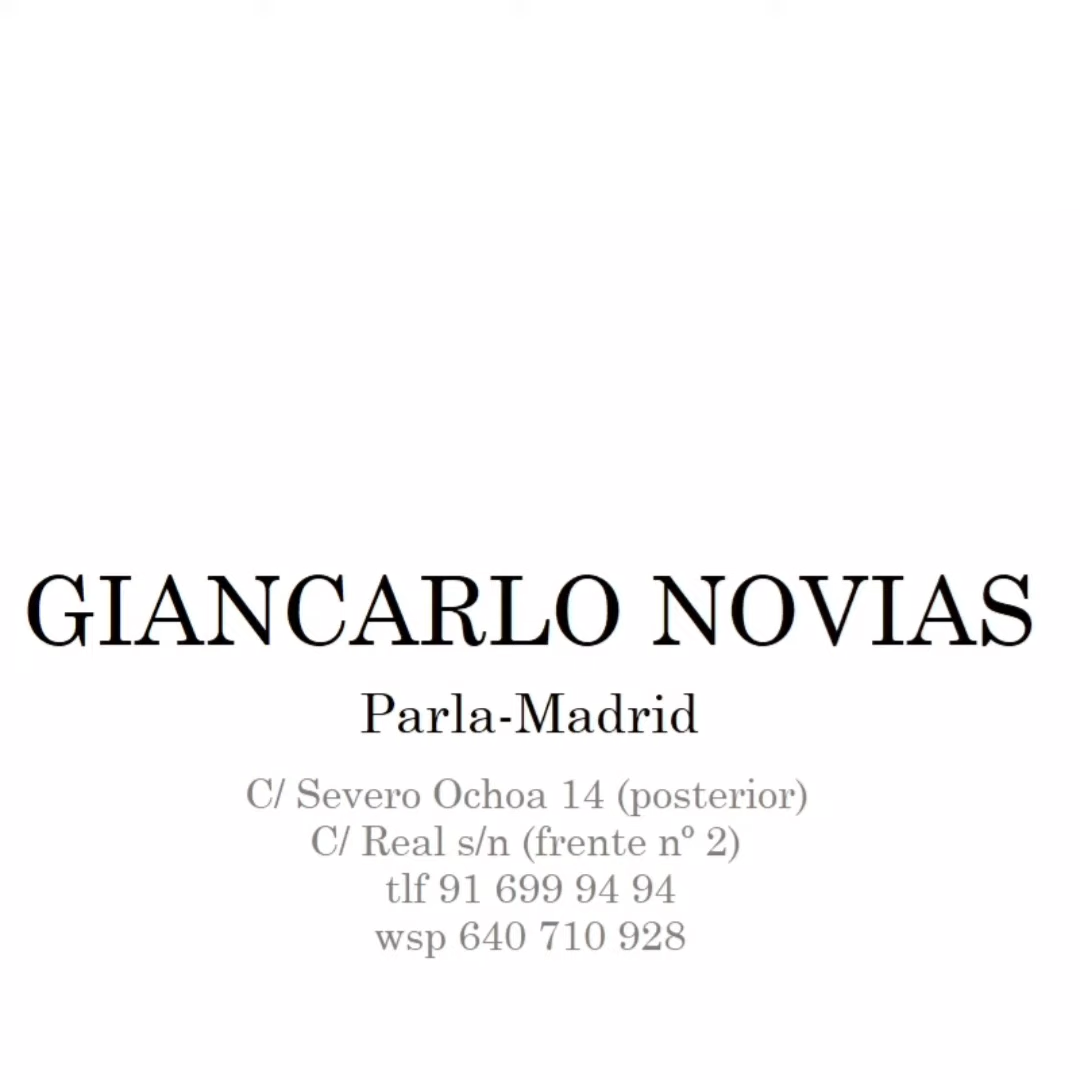 GIANCARLO NOVIAS
Parla-Madrid
C/ Severo Ochoa 14 (posterior)
C/ Real s/n (frente nº 2)
tlf 91 699 94 94
wsp 640 710 928